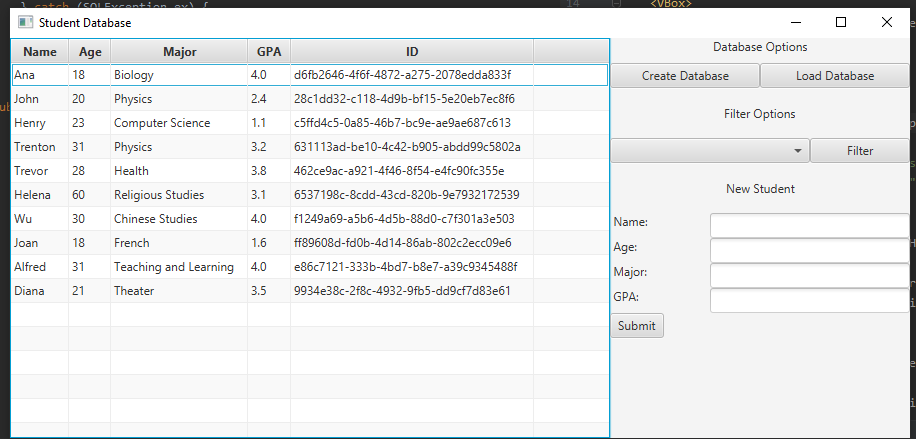 } catch (SQLException ex) {
14 <VBox>
Student Database
Name Age Major GPA ID
Ana 18 Biology 4.0 d6fb2646-4f6f-4872-a275-2078edda833f
John 20 Physics 2.4 28c1dd32-c118-4d9b-bf15-5e20eb7ec8f6
Henry 23 Computer Science 1.1 c5ffd4c5-0a85-46b7-bc9e-ae9ae687c613
Trenton 31 Physics 3.2 631113ad-be10-4c42-b905-abdd99c5802a
Trevor 28 Health 3.8 462ce9ac-a921-4f46-8f54-e4fc90fc355e
Helena 60 Religious Studies 3.1 6537198c-8cdd-43cd-820b-9e7932172539
Wu 30 Chinese Studies 4.0 f1249a69-a5b6-4d5b-88d0-c7f301a3e503
Joan 18 French 1.6 ff89608d-fd0b-4d14-86ab-802c2ecc09e6
Alfred 31 Teaching and Learning 4.0 e86c7121-333b-4bd7-b8e7-a39c9345488f
Diana 21 Theater 3.5 9934e38c-2f8c-4932-9fb5-dd9cf7d83e61
Database Options
Create Database Load Database
Filter Options
Filter
New Student
Name:
Age:
Major:
GPA:
Submit